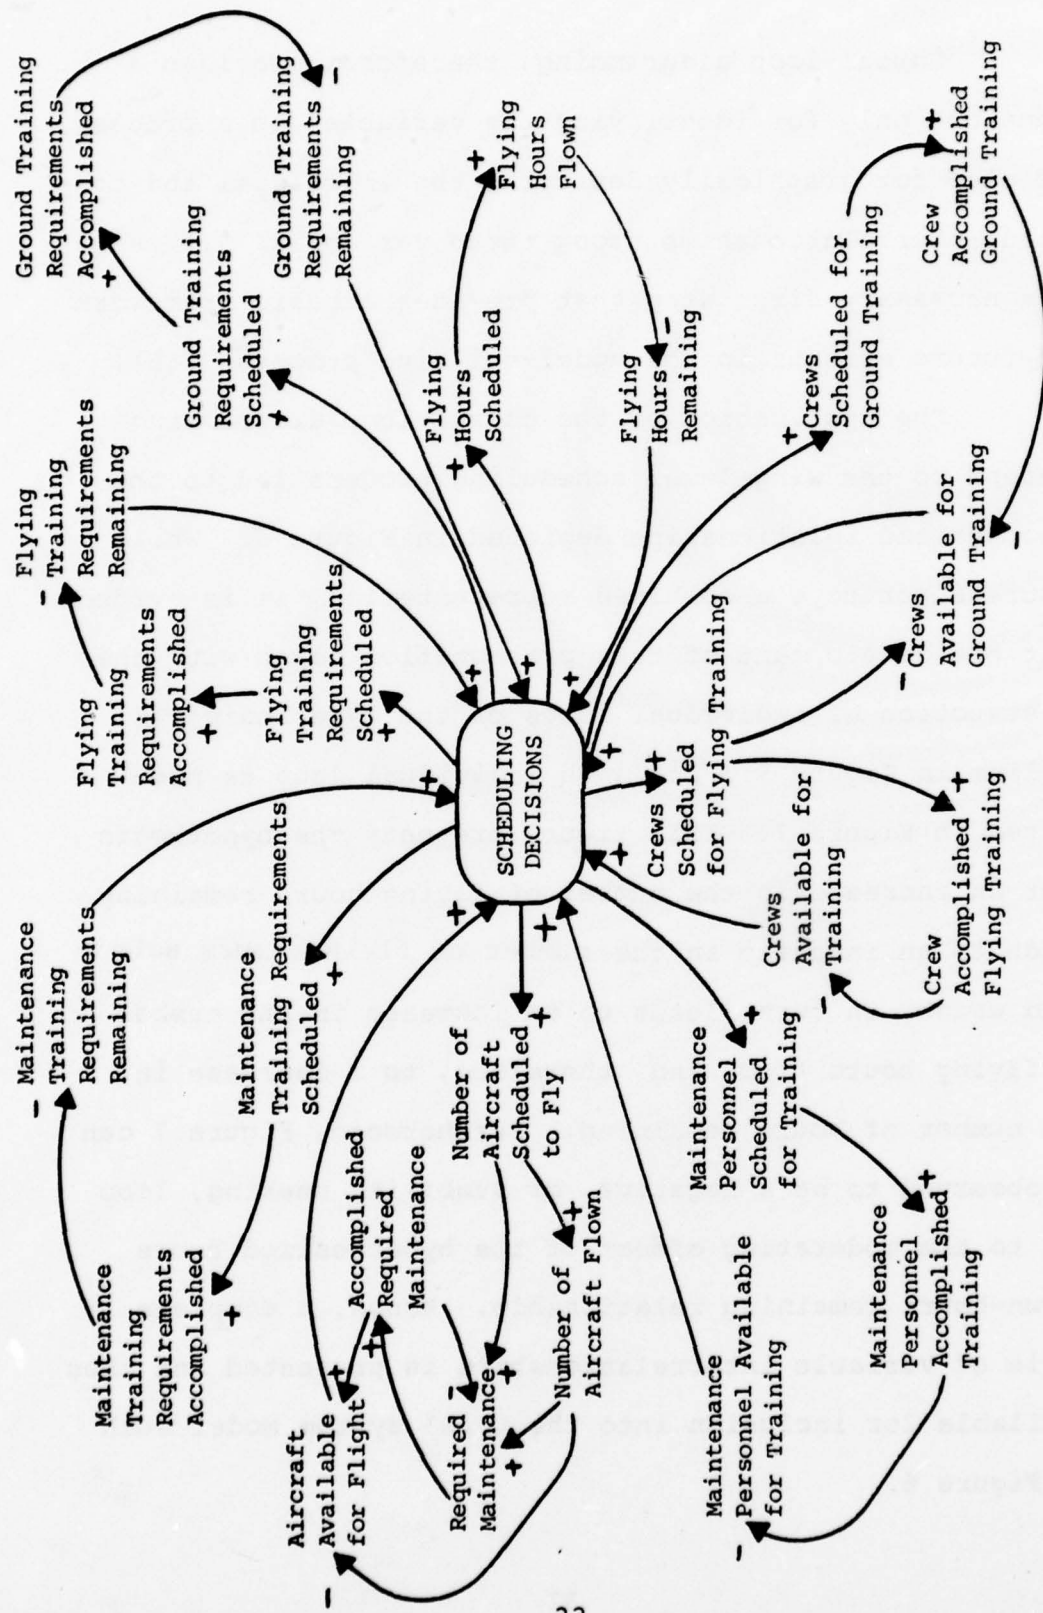 Maintenance
Training
Requirements
Remaining
-
Flying
Training
Requirements
Remaining
-
Ground Training
Requirements
Accomplished
+
Maintenance
Training
Requirements
Accomplished
+
Maintenance
Training Requirements
Scheduled
+
Flying
Training
Requirements
Accomplished
+
Flying
Training
Requirements
Scheduled
+
Ground Training
Requirements
Scheduled
+
Ground Training
Requirements
Remaining
-
Aircraft
Available
for Flight
-
+
Accomplished
Required
Maintenance
+
Required
Maintenance
-
+
+
Number of
Aircraft
Scheduled
to Fly
+
Number of
Aircraft Flown
+
SCHEDULING
DECISIONS
+
+
+
+
+
+
+
+
Flying
Hours
Scheduled
+
Flying
Hours
Flown
+
Flying
Hours
Remaining
-
Maintenance
Personnel Available
for Training
-
Maintenance
Personnel
Scheduled
for Training
+
Maintenance
Personnel
Accomplished
Training
+
Crews
Available for
Training
-
Crews
Scheduled
for Flying Training
+
Crew
Accomplished
Flying Training
+
Crews
Available for
Ground Training
-
-
Crews
Scheduled for
Ground Training
+
Crew
Accomplished
Ground Training
+